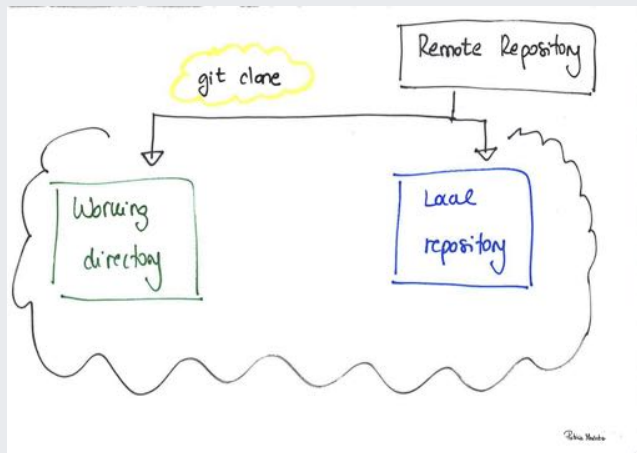 Remote Repository
git clone
Working
directory
Local
repository